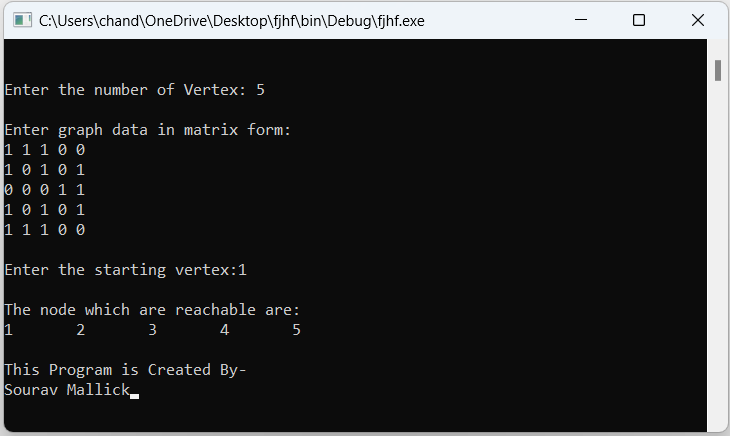 C:\Users\chand\OneDrive\Desktop\fjhf\bin\Debug\fjhf.exe
Enter the number of Vertex: 5
Enter graph data in matrix form:
1 1 1 0 0
1 0 1 0 1
0 0 0 1 1
1 0 1 0 1
1 1 1 0 0
Enter the starting vertex:1
The node which are reachable are:
1 2 3 4 5
This Program is Created By-
Sourav Mallick